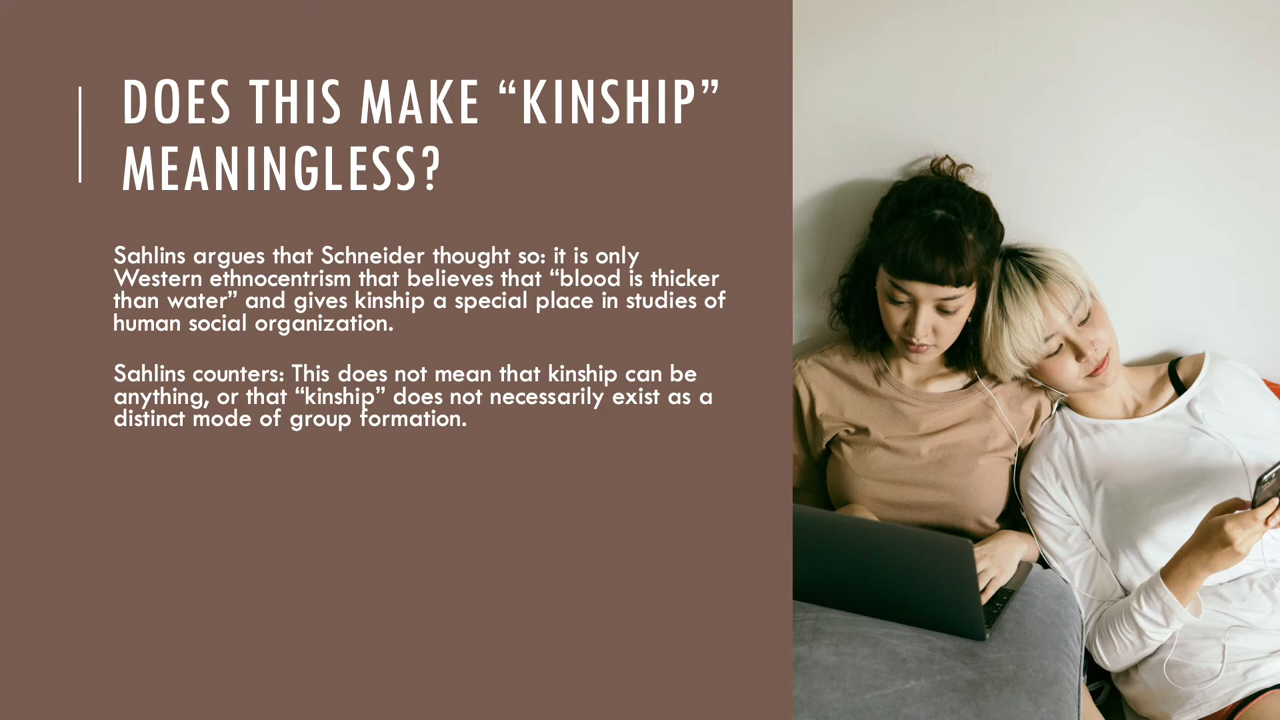 DOES THIS MAKE “KINSHIP”
MEANINGLESS?
Sahlins argues that Schneider thought so: it is only
Western ethnocentrism that believes that “blood is thicker
than water” and gives kinship a special place in studies of
human social organization.
Sahlins counters: This does not mean that kinship can be
anything, or that “kinship” does not necessarily exist as a
distinct mode of group formation.